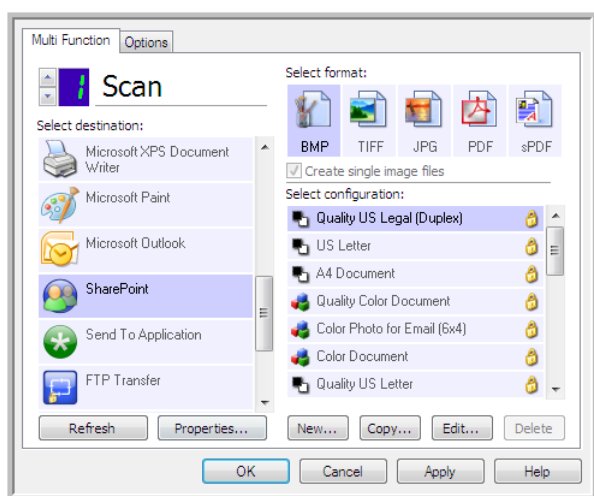 Multi Function
Options
1
Scan
Select destination:
Microsoft XPS Document
Writer
Microsoft Paint
Microsoft Outlook
SharePoint
Send To Application
FTP Transfer
Refresh
Properties...
Select format:
BMP
TIFF
JPG
PDF
sPDF
Create single image files
Select configuration:
Quality US Legal (Duplex)
US Letter
A4 Document
Quality Color Document
Color Photo for Email (6x4)
Color Document
Quality US Letter
New...
Copy...
Edit...
Delete
OK
Cancel
Apply
Help